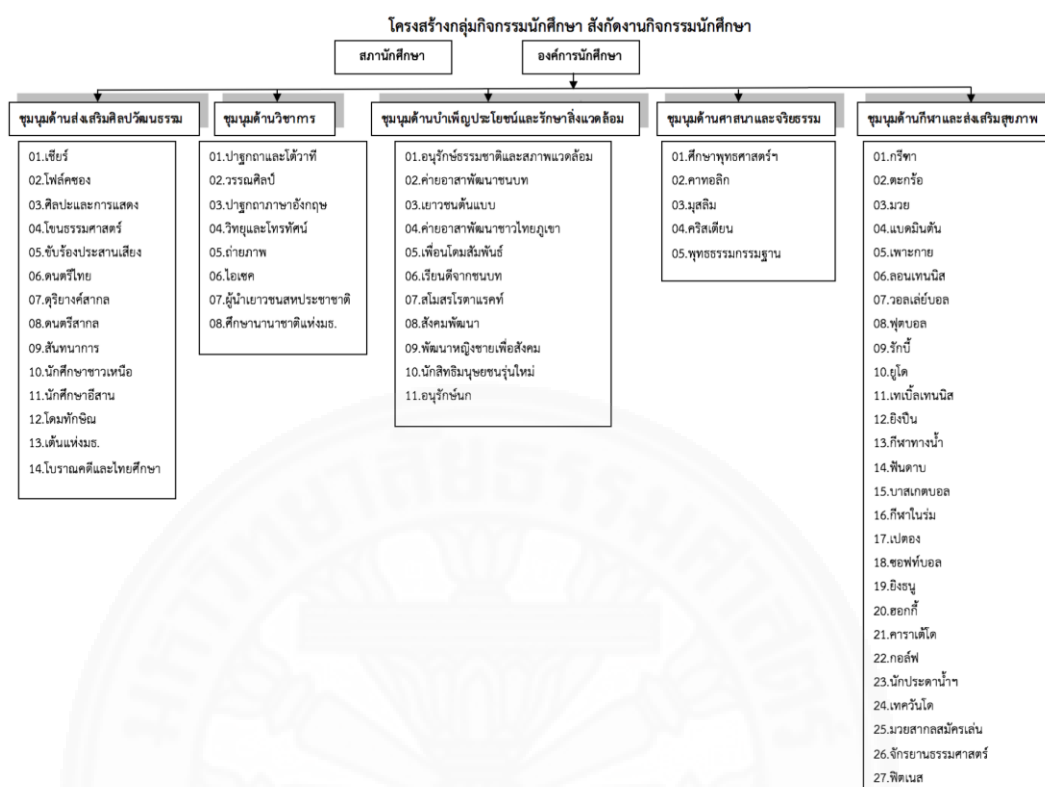 โครงสร้างกลุ่มกิจกรรมนักศึกษา สังกัดงานกิจกรรมนักศึกษา
สภานักศึกษา
องค์การนักศึกษา
ชุมนุมด้านส่งเสริมศิลปวัฒนธรรม
01.เชียร์
02.โฟล์คซอง
03.ศิลปะและการแสดง
04.โขนธรรมศาสตร์
05.ขับร้องประสานเสียง
06.ดนตรีไทย
07.ดุริยางค์สากล
08.ดนตรีสากล
09.สันทนาการ
10.นักศึกษาชาวเหนือ
11.นักศึกษาอีสาน
12.โดมทักษิณ
13.เต้นแห่งมธ.
14.โบราณคดีและไทยศึกษา
ชุมนุมด้านวิชาการ
01.ปาฐกถาและโต้วาที
02.วรรณศิลป์
03.ปาฐกถาภาษาอังกฤษ
04.วิทยุและโทรทัศน์
05.ถ่ายภาพ
06.ไอเซค
07.ผู้นำเยาวชนสหประชาชาติ
08.ศึกษานานาชาติแห่งมธ.
ชุมนุมด้านบำเพ็ญประโยชน์และรักษาสิ่งแวดล้อม
01.อนุรักษ์ธรรมชาติและสภาพแวดล้อม
02.ค่ายอาสาพัฒนาชนบท
03.เยาวชนต้นแบบ
04.ค่ายอาสาพัฒนาชาวไทยภูเขา
05.เพื่อนโดมสัมพันธ์
06.เรียนดีจากชนบท
07.สโมสรโรตาแรคท์
08.สังคมพัฒนา
09.พัฒนาหญิงชายเพื่อสังคม
10.นักสิทธิมนุษยชนรุ่นใหม่
11.อนุรักษ์นก
ชุมนุมด้านศาสนาและจริยธรรม
01.ศึกษาพุทธศาสตร์ฯ
02.คาทอลิก
03.มุสลิม
04.คริสเตียน
05.พุทธธรรมกรรมฐาน
ชุมนุมด้านกีฬาและส่งเสริมสุขภาพ
01.กรีฑา
02.ตะกร้อ
03.มวย
04.แบดมินตัน
05.เพาะกาย
06.ลอนเทนนิส
07.วอลเล่ย์บอล
08.ฟุตบอล
09.รักบี้
10.ยูโด
11.เทเบิ้ลเทนนิส
12.ยิงปืน
13.กีฬาทางน้ำ
14.ฟันดาบ
15.บาสเกตบอล
16.กีฬาในร่ม
17.เปตอง
18.ซอฟท์บอล
19.ยิงธนู
20.ฮอกกี้
21.คาราเต้โด
22.กอล์ฟ
23.นักประดาน้ำฯ
24.เทควันโด
25.มวยสากลสมัครเล่น
26.จักรยานธรรมศาสตร์
27.ฟิตเนส
มหาวิทยาลัยธรรมศาสตร์